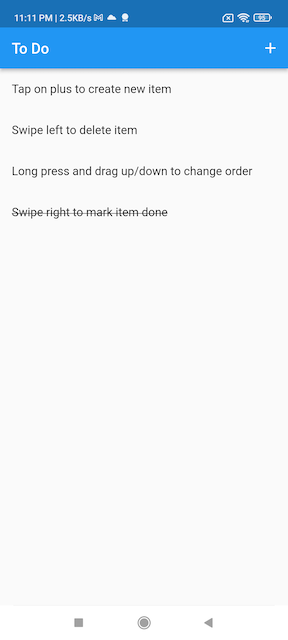 11:11 PM | 2.5KB/s
95
To Do
+
Tap on plus to create new item
Swipe left to delete item
Long press and drag up/down to change order
Swipe right to mark item done